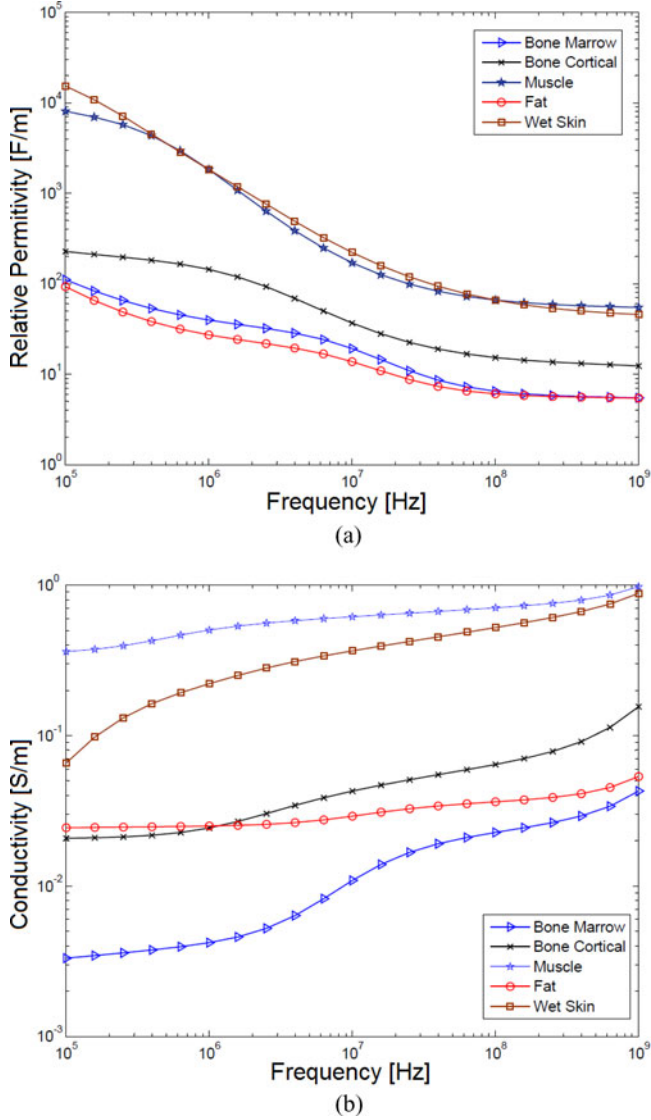 10^5
10^4
10^3
10^2
10^1
10^0
Relative Permitivity [F/m]
Bone Marrow
Bone Cortical
Muscle
Fat
Wet Skin
10^5 10^6 10^7 10^8 10^9
Frequency [Hz]
(a)
10^0
10^-1
10^-2
10^-3
Conductivity [S/m]
Bone Marrow
Bone Cortical
Muscle
Fat
Wet Skin
10^5 10^6 10^7 10^8 10^9
Frequency [Hz]
(b)